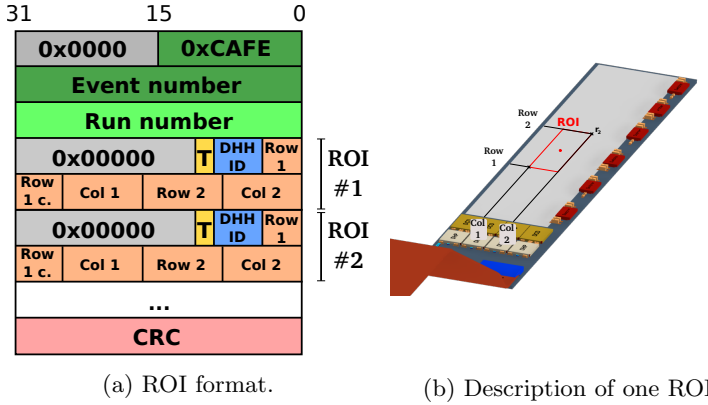 31 15 0
0x0000 0xCAFE
Event number
Run number
0x00000 T DHH ID Row 1
Row 1 c. Col 1 Row 2 Col 2
ROI #1
0x00000 T DHH ID Row 1
Row 1 c. Col 1 Row 2 Col 2
ROI #2
...
CRC
(a) ROI format.
Row 2
ROI
r₂
Row 1
Col 1
Col 2
(b) Description of one ROI